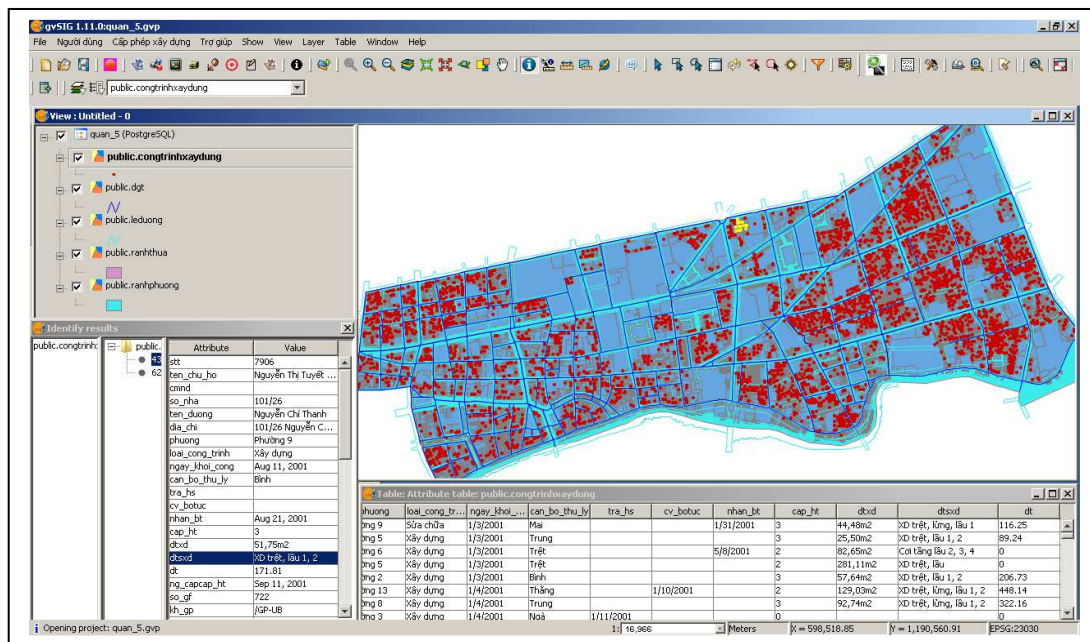 gvSIG 1.11.0:quan_5.gvp
File Người dùng Cấp phép xây dựng Trợ giúp Show View Layer Table Window Help
public.congtrinhxaydung
View : Untitled - 0
quan_5 (PostgreSQL)
public.congtrinhxaydung
public.dgt
public.leduong
public.ranhthua
public.ranhphuong
Identify results
public.congtrinh:
public.
43
62
Attribute Value
stt 7906
ten_chu_ho Nguyễn Thị Tuyết ...
cmnd
so_nha 101/26
ten_duong Nguyễn Chí Thanh
dia_chi 101/26 Nguyễn C...
phuong Phường 9
loai_cong_trinh Xây dựng
ngay_khoi_cong Aug 11, 2001
can_bo_thu_ly Bình
tra_hs
cv_botuc
nhan_bt Aug 21, 2001
cap_ht 3
dtxd 51,75m2
dtsxd XD trệt, lầu 1, 2
dt 171.81
ng_capcap_ht Sep 11, 2001
so_gf 722
kh_gp /GP-UB
Table: Attribute table: public.congtrinhxaydung
phuong loai_cong_tr... ngay_khoi_... can_bo_thu_ly tra_hs cv_botuc nhan_bt cap_ht dtxd dtsxd dt
ờng 9 Sửa chữa 1/3/2001 Mai 1/31/2001 3 44,48m2 XD trệt, lửng, lầu 1 116.25
ờng 5 Xây dựng 1/3/2001 Trung 3 25,50m2 XD trệt, lầu 1, 2 89.24
ờng 6 Xây dựng 1/3/2001 Trệt 5/8/2001 2 82,65m2 Cơi tầng lầu 2, 3, 4 0
ờng 5 Xây dựng 1/3/2001 Trệt 2 281,11m2 XD trệt, lầu 0
ờng 2 Xây dựng 1/3/2001 Bình 3 57,64m2 XD trệt, lầu 1, 2 206.73
ờng 13 Xây dựng 1/4/2001 Thắng 1/10/2001 2 129,03m2 XD trệt, lửng, lầu 1, 2 448.14
ờng 8 Xây dựng 1/4/2001 Trung 3 92,74m2 XD trệt, lửng, lầu 1, 2 322.16
ờng 3 Xây dựng 1/4/2001 Ngoà 1/11/2001 0
Opening project: quan_5.gvp 1: 16,966 Meters X = 598,518.85 Y = 1,190,560.91 EPSG:23030